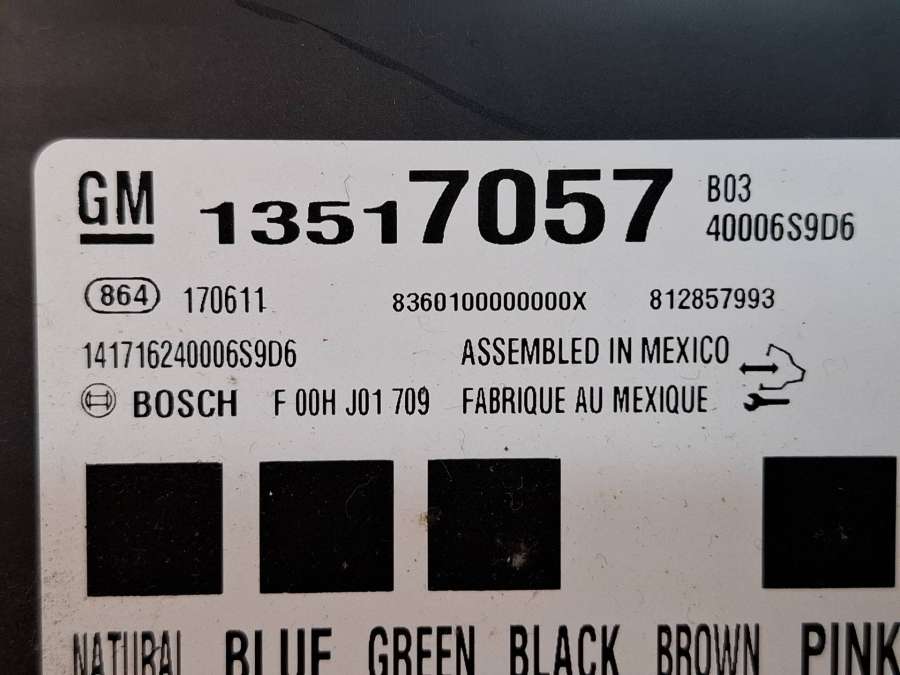 GM 13517057 B03
40006S9D6
864 170611 8360100000000X 812857993
141716240006S9D6 ASSEMBLED IN MEXICO
BOSCH F 00H J01 709 FABRIQUE AU MEXIQUE
NATURAL BLUE GREEN BLACK BROWN PINK